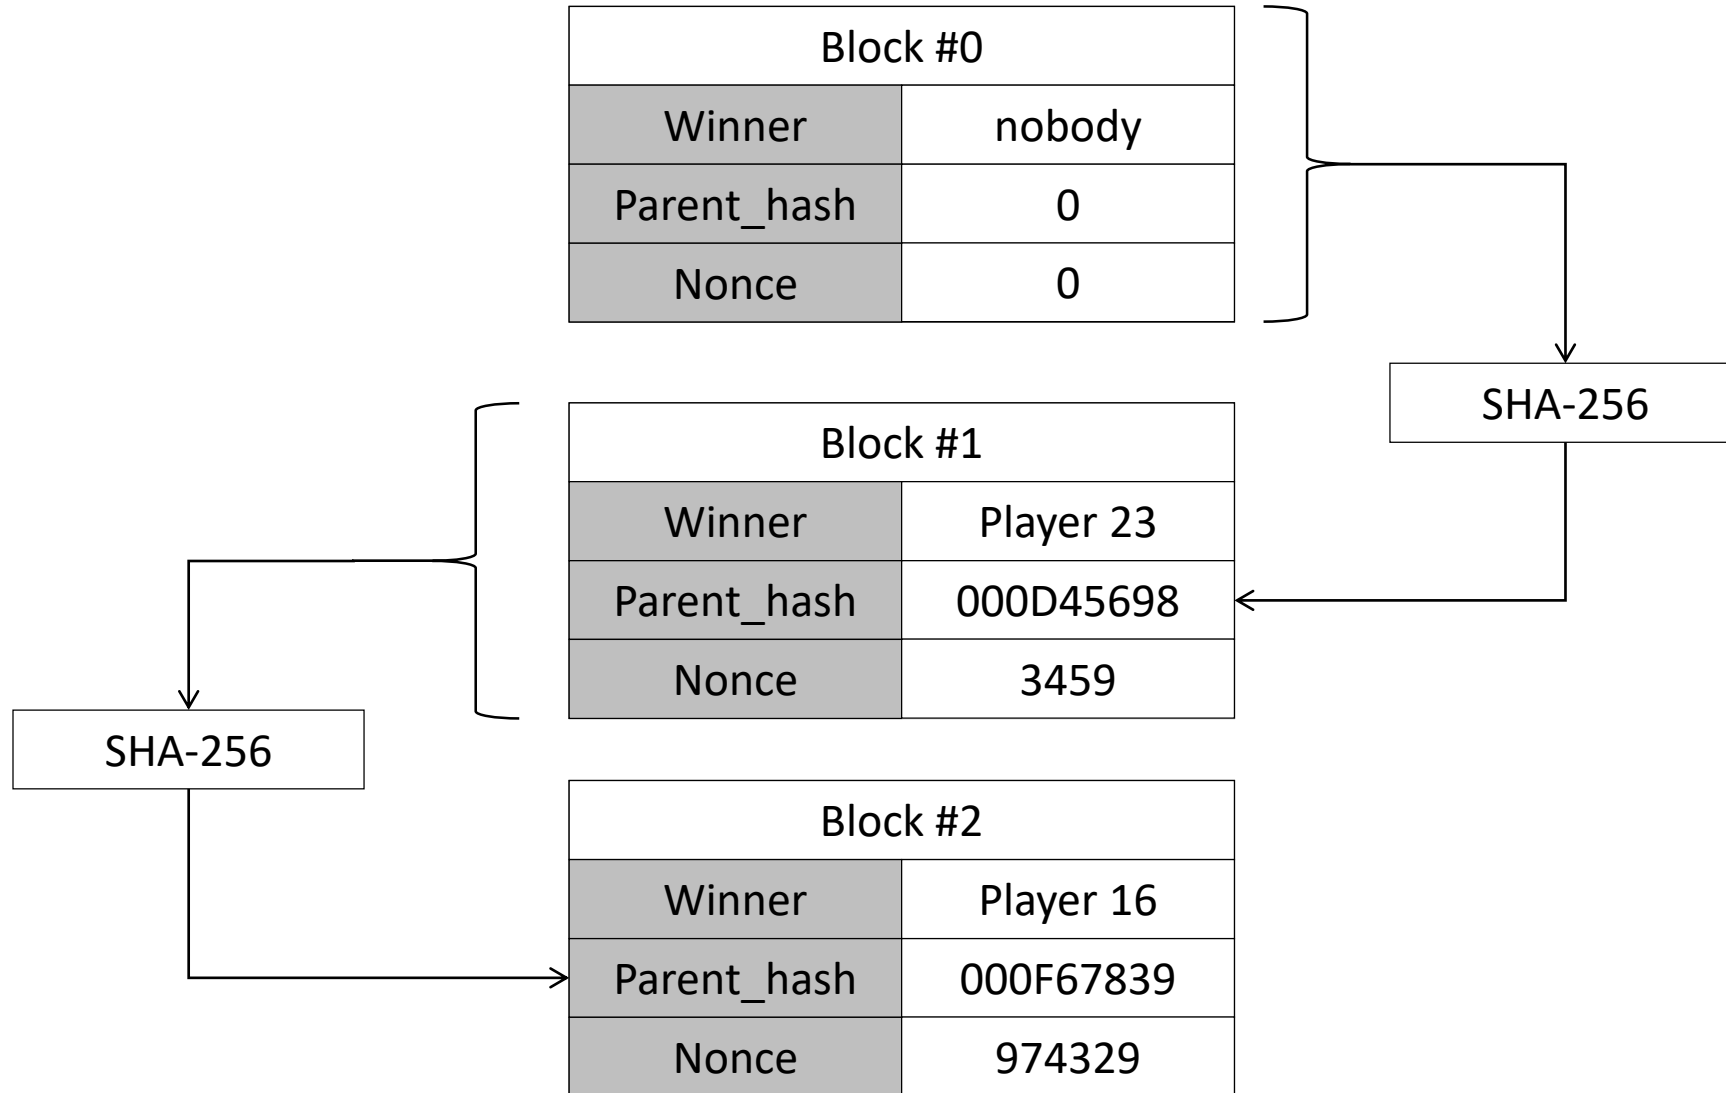 Block #0
Winner nobody
Parent_hash 0
Nonce 0
SHA-256
Block #1
Winner Player 23
Parent_hash 000D45698
Nonce 3459
SHA-256
Block #2
Winner Player 16
Parent_hash 000F67839
Nonce 974329